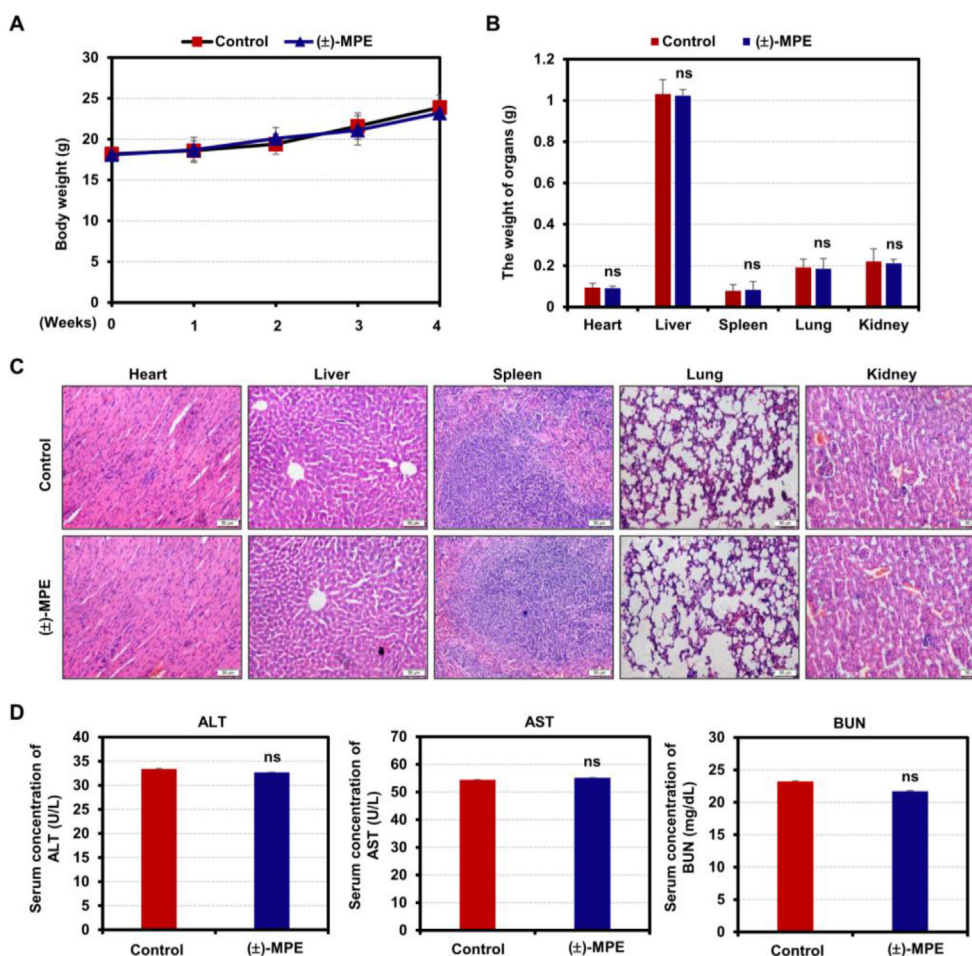 A
Control (±)-MPE
Body weight (g)
30
25
20
15
10
5
0
(Weeks) 0 1 2 3 4
B
Control (±)-MPE
The weight of organs (g)
1.2
1
0.8
0.6
0.4
0.2
0
ns ns ns ns ns
Heart Liver Spleen Lung Kidney
C
Heart Liver Spleen Lung Kidney
Control
(±)-MPE
D
ALT
Serum concentration of
ALT (U/L)
40
35
30
25
20
15
10
5
0
ns
Control (±)-MPE
AST
Serum concentration of
AST (U/L)
70
60
50
40
30
20
10
0
ns
Control (±)-MPE
BUN
Serum concentration of
BUN (mg/dL)
30
25
20
15
10
5
0
ns
Control (±)-MPE